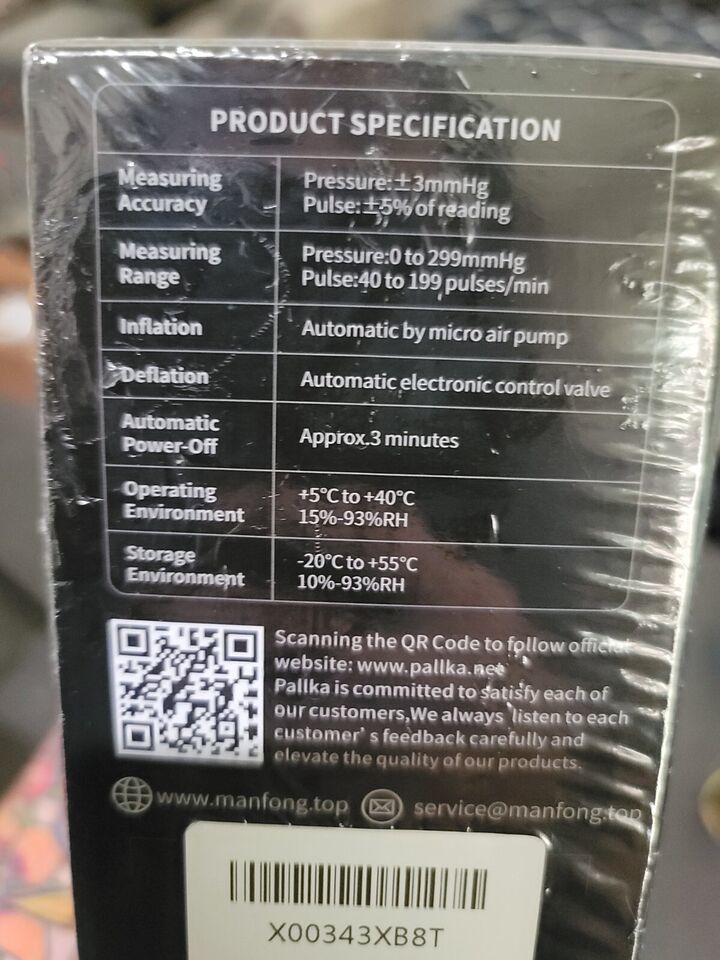 PRODUCT SPECIFICATION
Measuring Accuracy
Pressure:±3mmHg
Pulse:±5% of reading
Measuring Range
Pressure:0 to 299mmHg
Pulse:40 to 199 pulses/min
Inflation
Automatic by micro air pump
Deflation
Automatic electronic control valve
Automatic Power-Off
Approx.3 minutes
Operating Environment
+5°C to +40°C
15%-93%RH
Storage Environment
-20°C to +55°C
10%-93%RH
Scanning the QR Code to follow official
website: www.pallka.net
Pallka is committed to satisfy each of
our customers,We always listen to each
customer's feedback carefully and
elevate the quality of our products.
www.manfong.top service@manfong.top
X00343XB8T